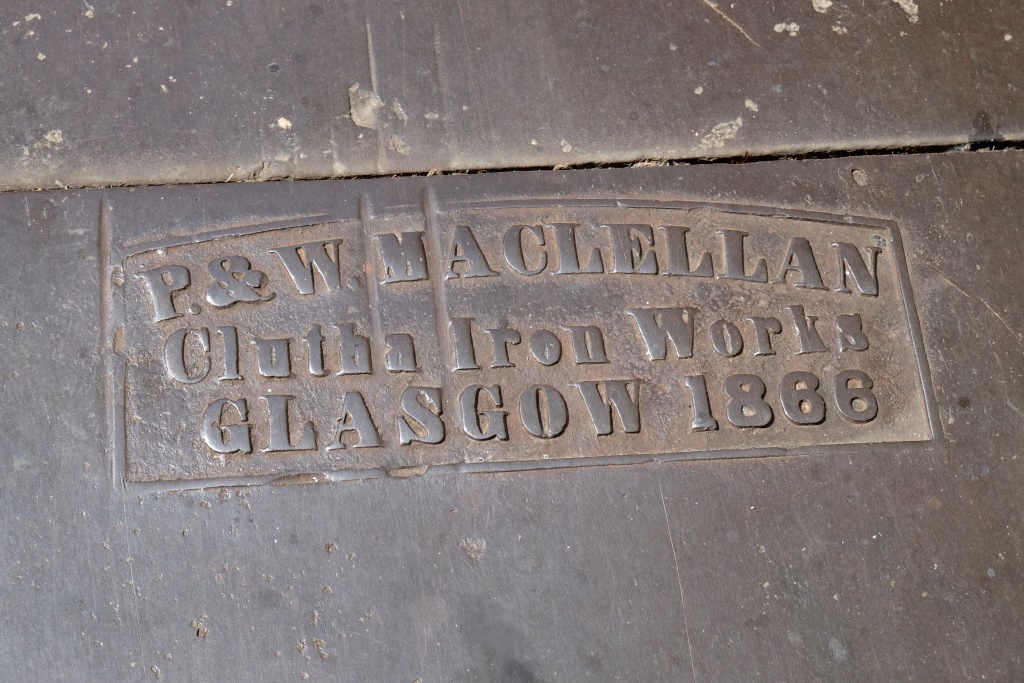 P. & W. MACLELLAN
Clutha Iron Works
GLASGOW 1866